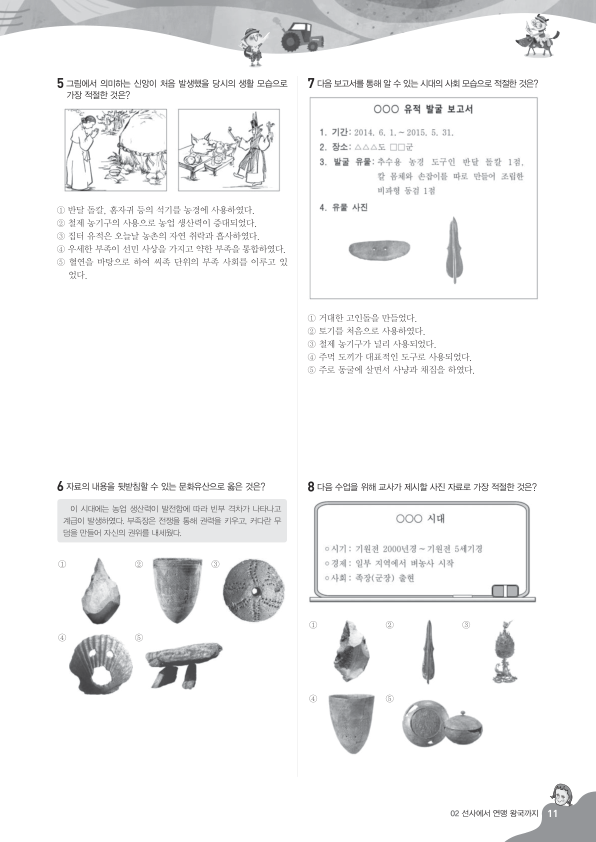 5 그림에서 의미하는 신앙이 처음 발생했을 당시의 생활 모습으로
가장 적절한 것은?
① 반달 돌칼, 홈자귀 등의 석기를 농경에 사용하였다.
② 철제 농기구의 사용으로 농업 생산력이 증대되었다.
③ 집터 유적은 오늘날 농촌의 자연 취락과 흡사하였다.
④ 우세한 부족이 선민 사상을 가지고 약한 부족을 통합하였다.
⑤ 혈연을 바탕으로 하여 씨족 단위의 부족 사회를 이루고 있
었다.
6 자료의 내용을 뒷받침할 수 있는 문화유산으로 옳은 것은?
이 시대에는 농업 생산력이 발전함에 따라 빈부 격차가 나타나고
계급이 발생하였다. 부족장은 전쟁을 통해 권력을 키우고, 커다란 무
덤을 만들어 자신의 권위를 내세웠다.
① ② ③
④ ⑤
7 다음 보고서를 통해 알 수 있는 시대의 사회 모습으로 적절한 것은?
○○○ 유적 발굴 보고서
1. 기간: 2014. 6. 1. ~ 2015. 5. 31.
2. 장소: △△△도 □□군
3. 발굴 유물: 추수용 농경 도구인 반달 돌칼 1점,
칼 몸체와 손잡이를 따로 만들어 조립한
비파형 동검 1점
4. 유물 사진
① 거대한 고인돌을 만들었다.
② 토기를 처음으로 사용하였다.
③ 철제 농기구가 널리 사용되었다.
④ 주먹 도끼가 대표적인 도구로 사용되었다.
⑤ 주로 동굴에 살면서 사냥과 채집을 하였다.
8 다음 수업을 위해 교사가 제시할 사진 자료로 가장 적절한 것은?
○○○ 시대
○시기 : 기원전 2000년경 ~ 기원전 5세기경
○경제 : 일부 지역에서 벼농사 시작
○사회 : 족장(군장) 출현
① ② ③
④ ⑤
02 선사에서 연맹 왕국까지 11